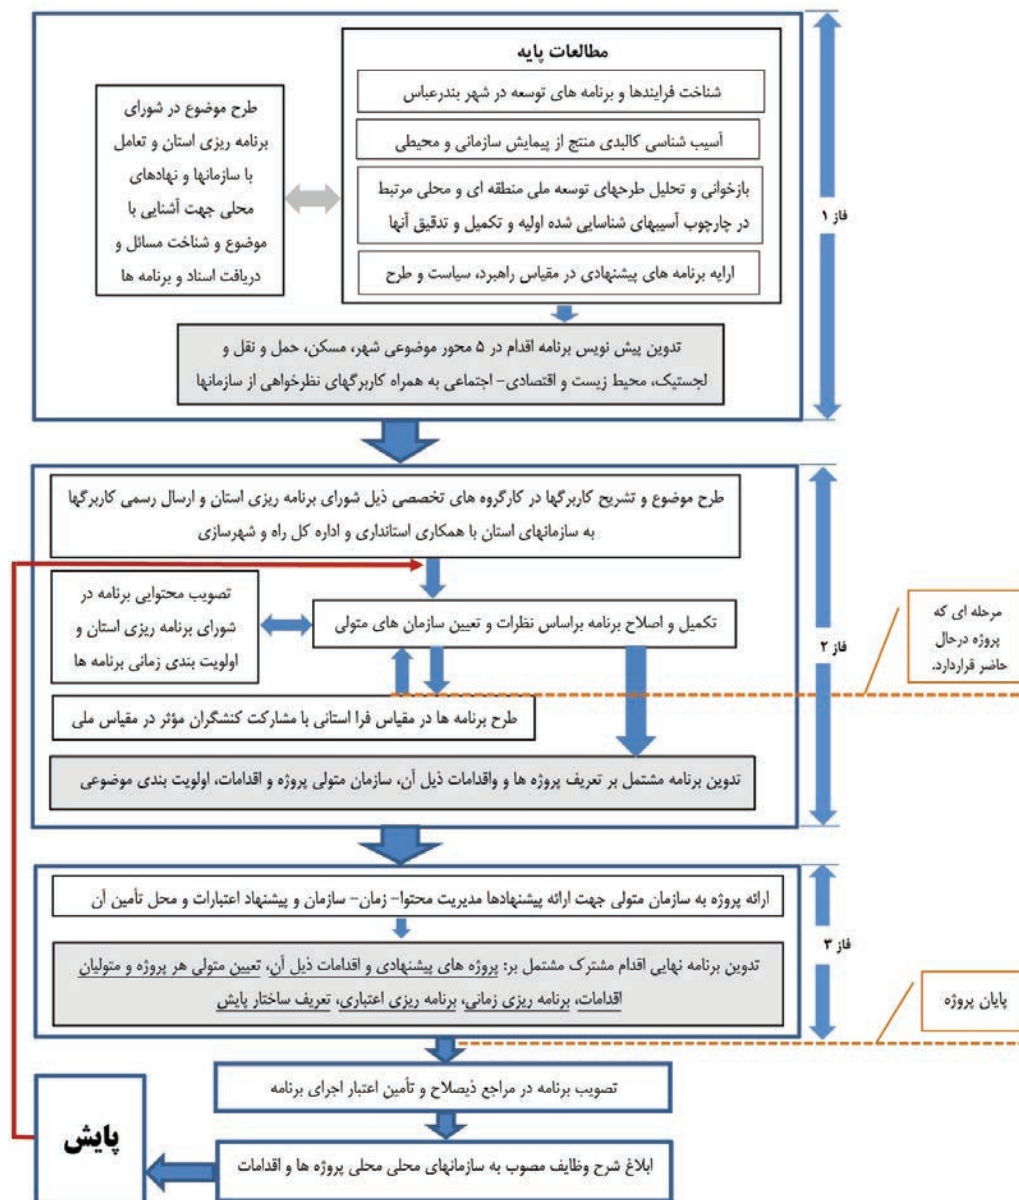 مطالعات پایه
شناخت فرایندها و برنامه های توسعه در شهر بندرعباس
آسیب شناسی کالبدی منتج از پیمایش سازمانی و محیطی
بازخوانی و تحلیل طرحهای توسعه ملی منطقه ای و محلی مرتبط
در چارچوب آسیبهای شناسایی شده اولیه و تکمیل و تدقیق آنها
ارایه برنامه های پیشنهادی در مقیاس راهبرد، سیاست و طرح
طرح موضوع در شورای
برنامه ریزی استان و تعامل
با سازمانها و نهادهای
محلی جهت آشنایی با
موضوع و شناخت مسائل و
دریافت اسناد و برنامه ها
فاز ۱
تدوین پیش نویس برنامه اقدام در ۵ محور موضوعی شهر، مسکن، حمل و نقل و
لجستیک، محیط زیست و اقتصادی- اجتماعی به همراه کاربرگهای نظرخواهی از سازمانها
طرح موضوع و تشریح کاربرگها در کارگروه های تخصصی ذیل شورای برنامه ریزی استان و ارسال رسمی کاربرگها
به سازمانهای استان با همکاری استانداری و اداره کل راه و شهرسازی
تصویب محتوایی برنامه در
شورای برنامه ریزی استان و
اولویت بندی زمانی برنامه ها
تکمیل و اصلاح برنامه براساس نظرات و تعیین سازمان های متولی
فاز ۲
مرحله ای که
پروژه درحال
حاضر قراردارد.
طرح برنامه ها در مقیاس فرا استانی با مشارکت کنشگران مؤثر در مقیاس ملی
تدوین برنامه مشتمل بر تعریف پروژه ها و واقدامات ذیل آن، سازمان متولی پروژه و اقدامات، اولویت بندی موضوعی
ارائه پروژه به سازمان متولی جهت ارائه پیشنهادها مدیریت محتوا- زمان- سازمان و پیشنهاد اعتبارات و محل تأمین آن
فاز ۳
تدوین برنامه نهایی اقدام مشترک مشتمل بر: پروژه های پیشنهادی و اقدامات ذیل آن، تعیین متولی هر پروژه و متولیان
اقدامات، برنامه ریزی زمانی، برنامه ریزی اعتباری، تعریف ساختار پایش
پایان پروژه
تصویب برنامه در مراجع ذیصلاح و تأمین اعتبار اجرای برنامه
ابلاغ شرح وظایف مصوب به سازمانهای محلی محلی پروژه ها و اقدامات
پایش